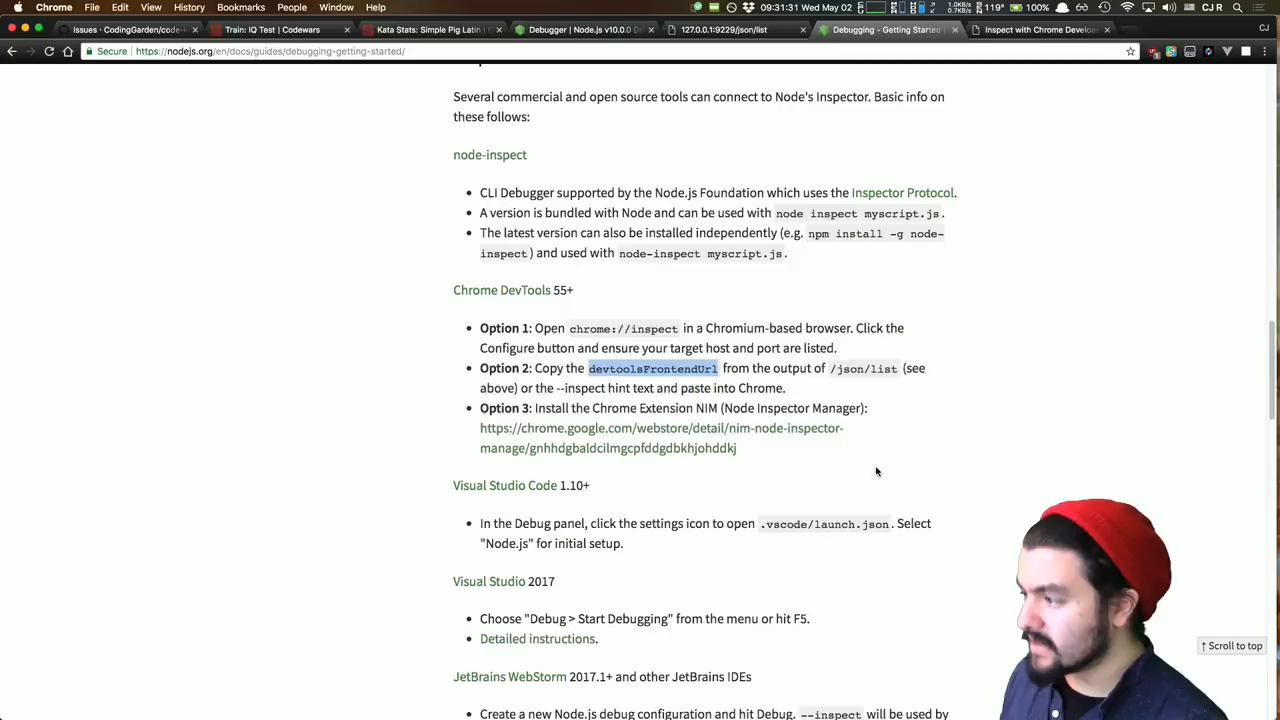 Chrome File Edit View History Bookmarks People Window Help 09:31:31 Wed May 02 119° 100% CJ R
Issues · CodingGarden/code-k Train: IQ Test | Codewars Kata Stats: Simple Pig Latin | Debugger | Node.js v10.0.0 D 127.0.0.1:9229/json/list Debugging - Getting Started Inspect with Chrome Develop CJ
Secure https://nodejs.org/en/docs/guides/debugging-getting-started/
Several commercial and open source tools can connect to Node's Inspector. Basic info on
these follows:
node-inspect
CLI Debugger supported by the Node.js Foundation which uses the Inspector Protocol.
A version is bundled with Node and can be used with node inspect myscript.js.
The latest version can also be installed independently (e.g. npm install -g node-
inspect) and used with node-inspect myscript.js.
Chrome DevTools 55+
Option 1: Open chrome://inspect in a Chromium-based browser. Click the
Configure button and ensure your target host and port are listed.
Option 2: Copy the devtoolsFrontendUrl from the output of /json/list (see
above) or the --inspect hint text and paste into Chrome.
Option 3: Install the Chrome Extension NIM (Node Inspector Manager):
https://chrome.google.com/webstore/detail/nim-node-inspector-
manage/gnhhdgbaldcilmgcpfddgdbkhjohddkj
Visual Studio Code 1.10+
In the Debug panel, click the settings icon to open .vscode/launch.json. Select
"Node.js" for initial setup.
Visual Studio 2017
Choose "Debug > Start Debugging" from the menu or hit F5.
Detailed instructions.
↑ Scroll to top
JetBrains WebStorm 2017.1+ and other JetBrains IDEs
Create a new Node.js debug configuration and hit Debug. --inspect will be used by